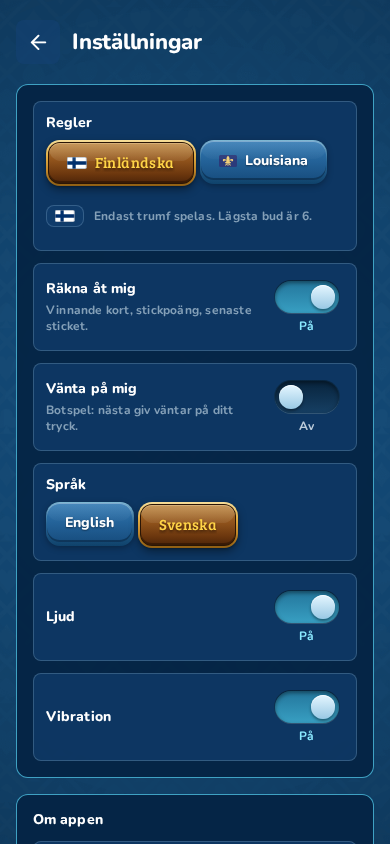 Inställningar
Regler
Finländska
Louisiana
Endast trumf spelas. Lägsta bud är 6.
Räkna åt mig
Vinnande kort, stickpoäng, senaste
sticket.
På
Vänta på mig
Botspel: nästa giv väntar på ditt
tryck.
Av
Språk
English
Svenska
Ljud
På
Vibration
På
Om appen